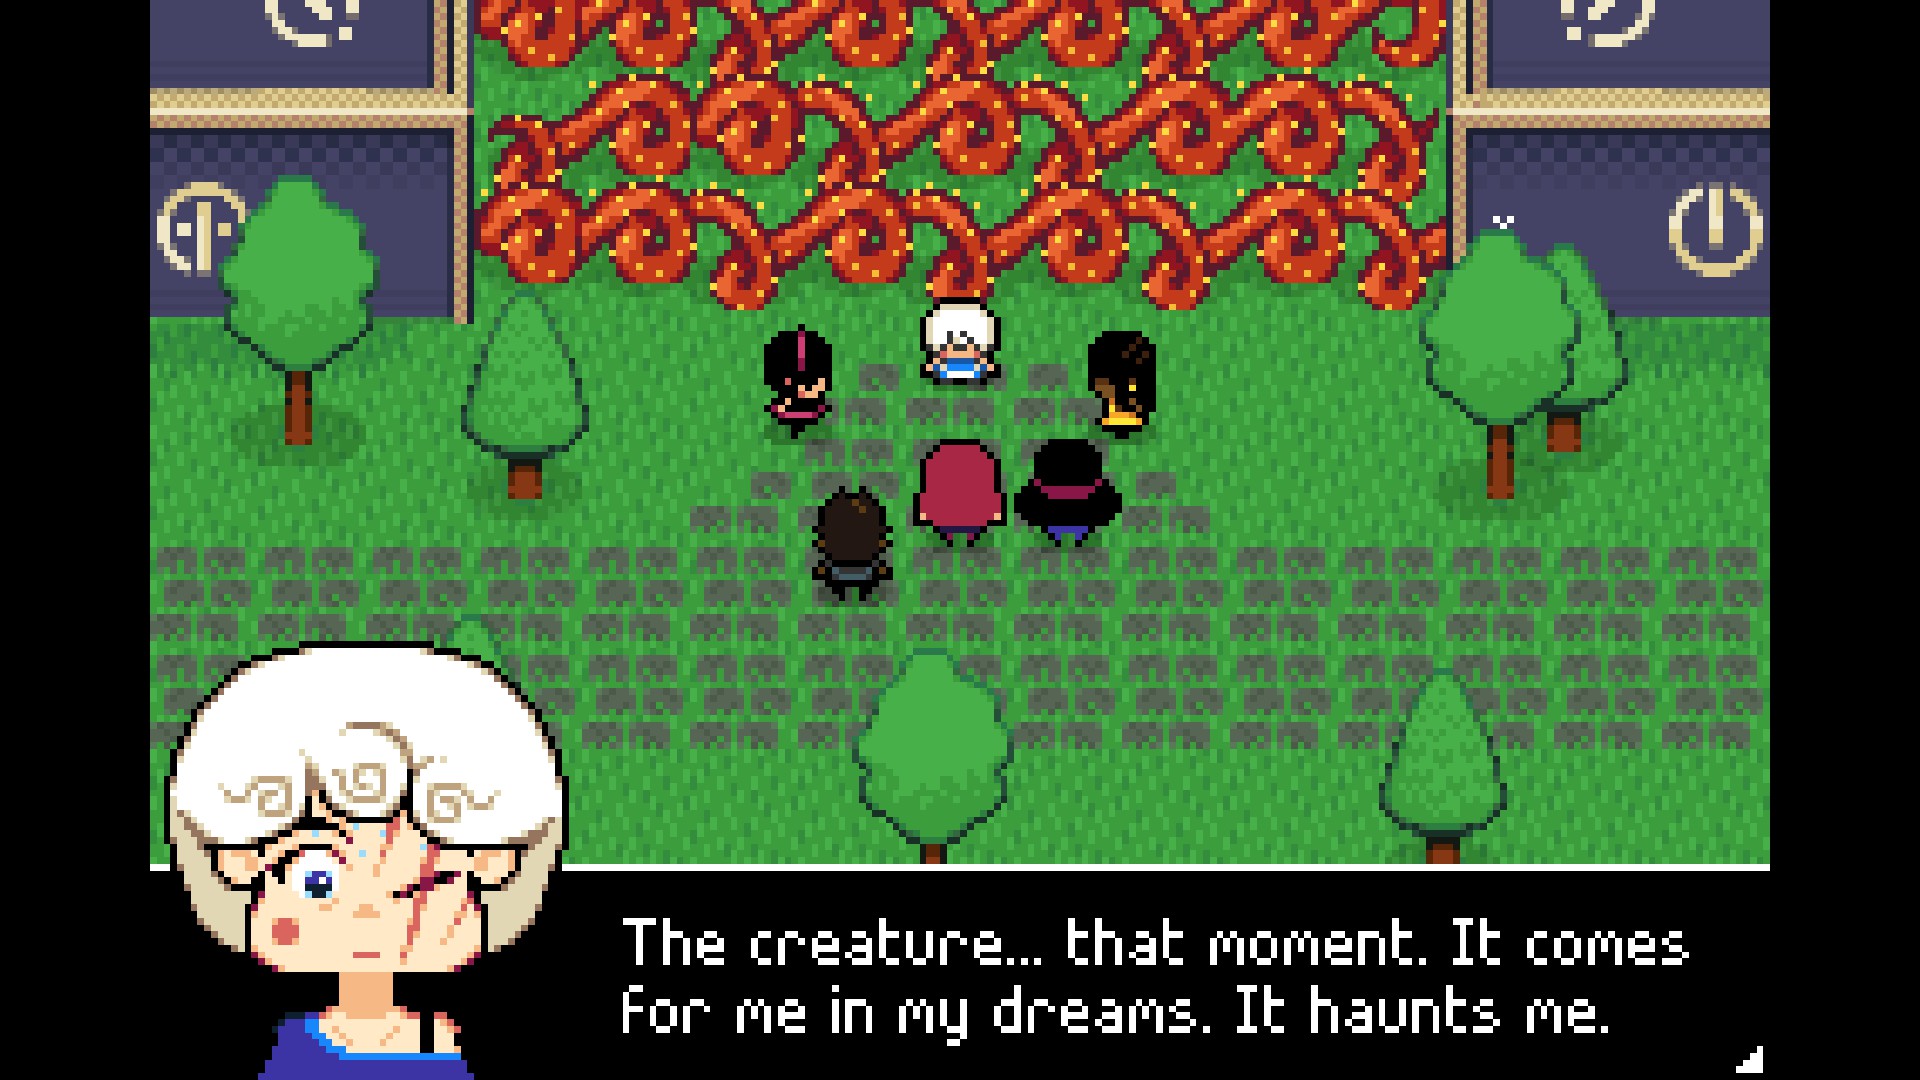 The creature... that moment. It comes
for me in my dreams. It haunts me.